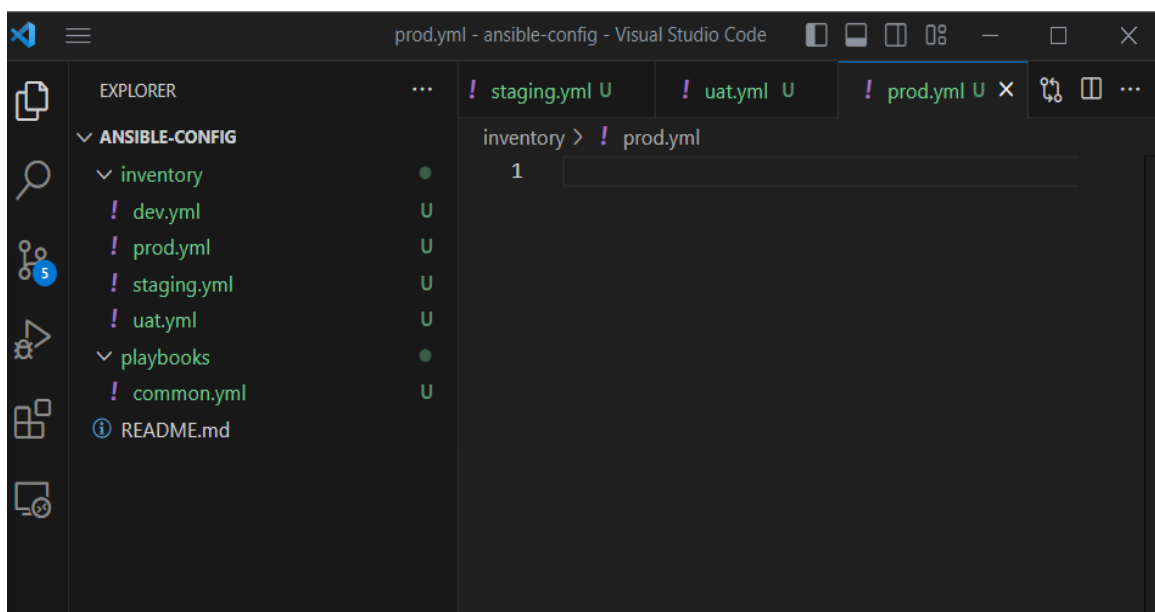 prod.yml - ansible-config - Visual Studio Code
EXPLORER
staging.yml U
uat.yml U
prod.yml U
ANSIBLE-CONFIG
inventory > ! prod.yml
inventory
1
! dev.yml U
! prod.yml U
5
! staging.yml U
! uat.yml U
playbooks
! common.yml U
README.md